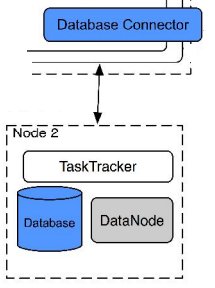 Database Connector
Node 2
TaskTracker
Database
DataNode